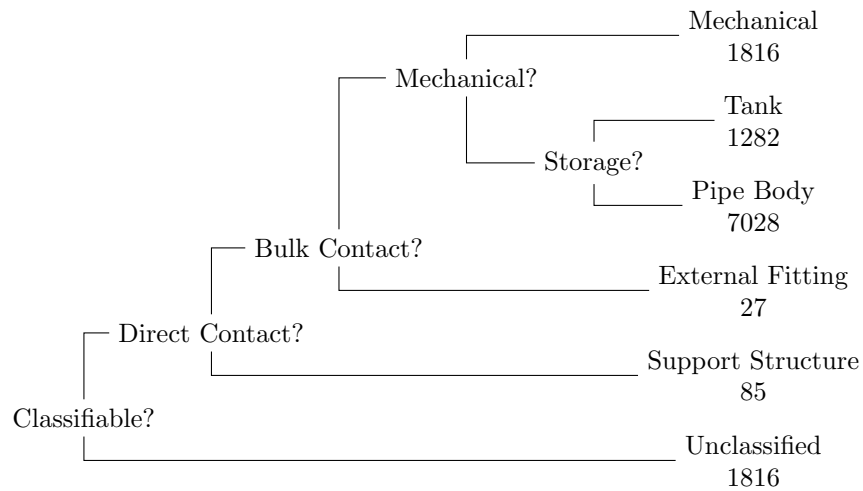 Mechanical
1816
Mechanical?
Tank
1282
Storage?
Pipe Body
7028
Bulk Contact?
External Fitting
27
Direct Contact?
Support Structure
85
Classifiable?
Unclassified
1816